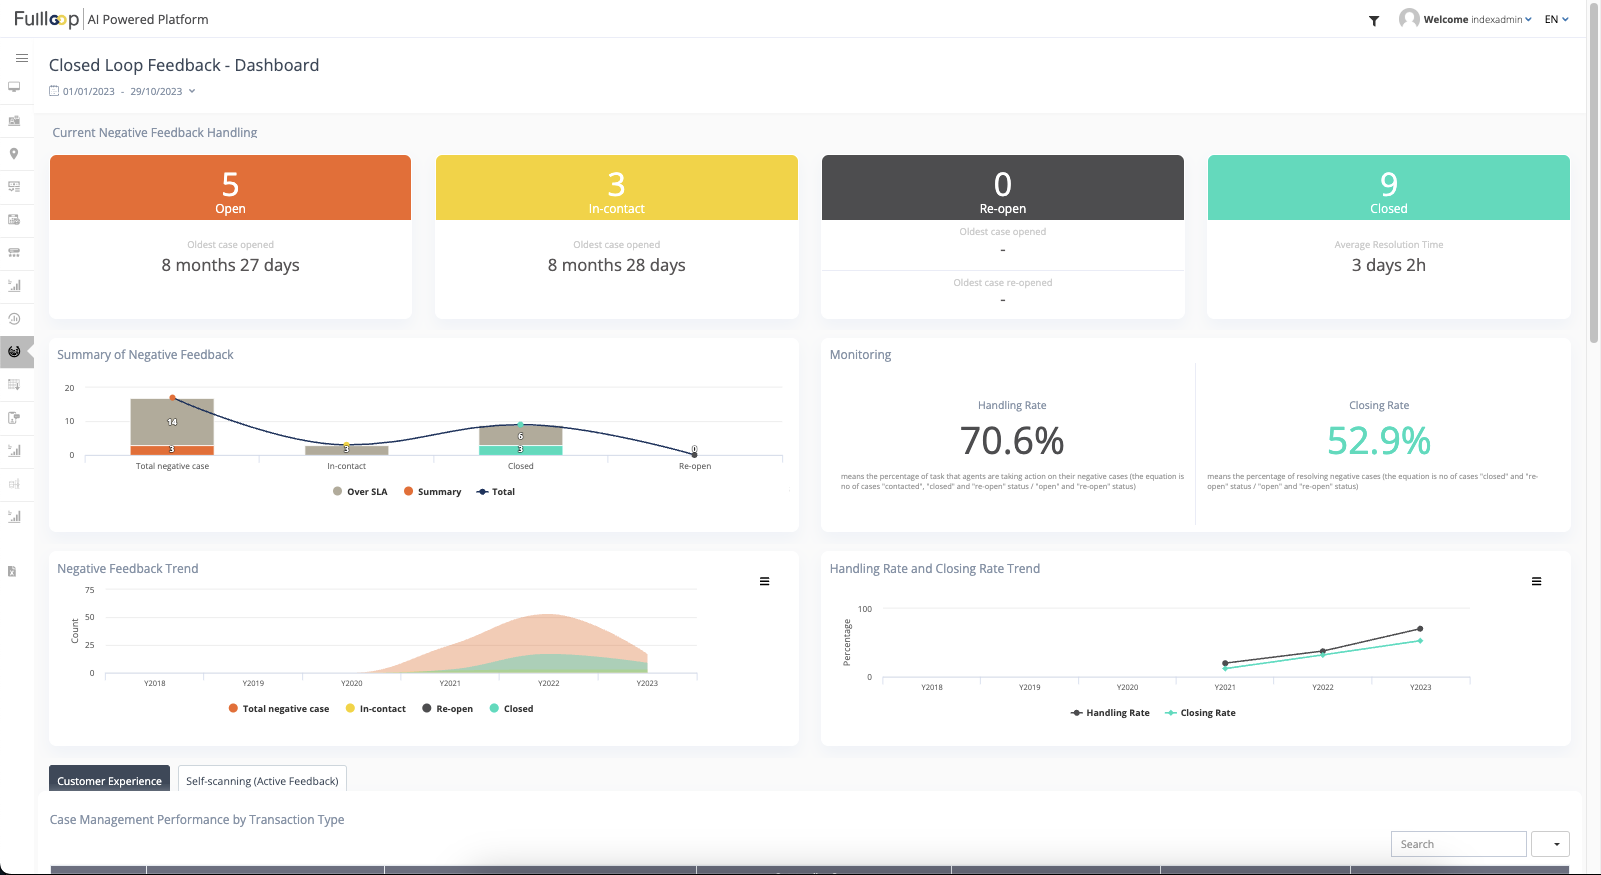 Fullloop AI Powered Platform
Welcome indexadmin
EN
Closed Loop Feedback - Dashboard
01/01/2023 - 29/10/2023
Current Negative Feedback Handling
5
Open
Oldest case opened
8 months 27 days
3
In-contact
Oldest case opened
8 months 28 days
0
Re-open
Oldest case opened
-
Oldest case re-opened
-
9
Closed
Average Resolution Time
3 days 2h
Summary of Negative Feedback
20
10
0
14
3
3
6
3
0
Total negative case
In-contact
Closed
Re-open
Over SLA
Summary
Total
Monitoring
Handling Rate
70.6%
means the percentage of task that agents are taking action on their negative cases (the equation is
no of cases "contacted", "closed" and "re-open" status / "open" and "re-open" status)
Closing Rate
52.9%
means the percentage of resolving negative cases (the equation is no of cases "closed" and "re-
open" status / "open" and "re-open" status)
Negative Feedback Trend
Count
75
50
25
0
Y2018
Y2019
Y2020
Y2021
Y2022
Y2023
Total negative case
In-contact
Re-open
Closed
Handling Rate and Closing Rate Trend
Percentage
100
0
Y2018
Y2019
Y2020
Y2021
Y2022
Y2023
Handling Rate
Closing Rate
Customer Experience
Self-scanning (Active Feedback)
Case Management Performance by Transaction Type
Search